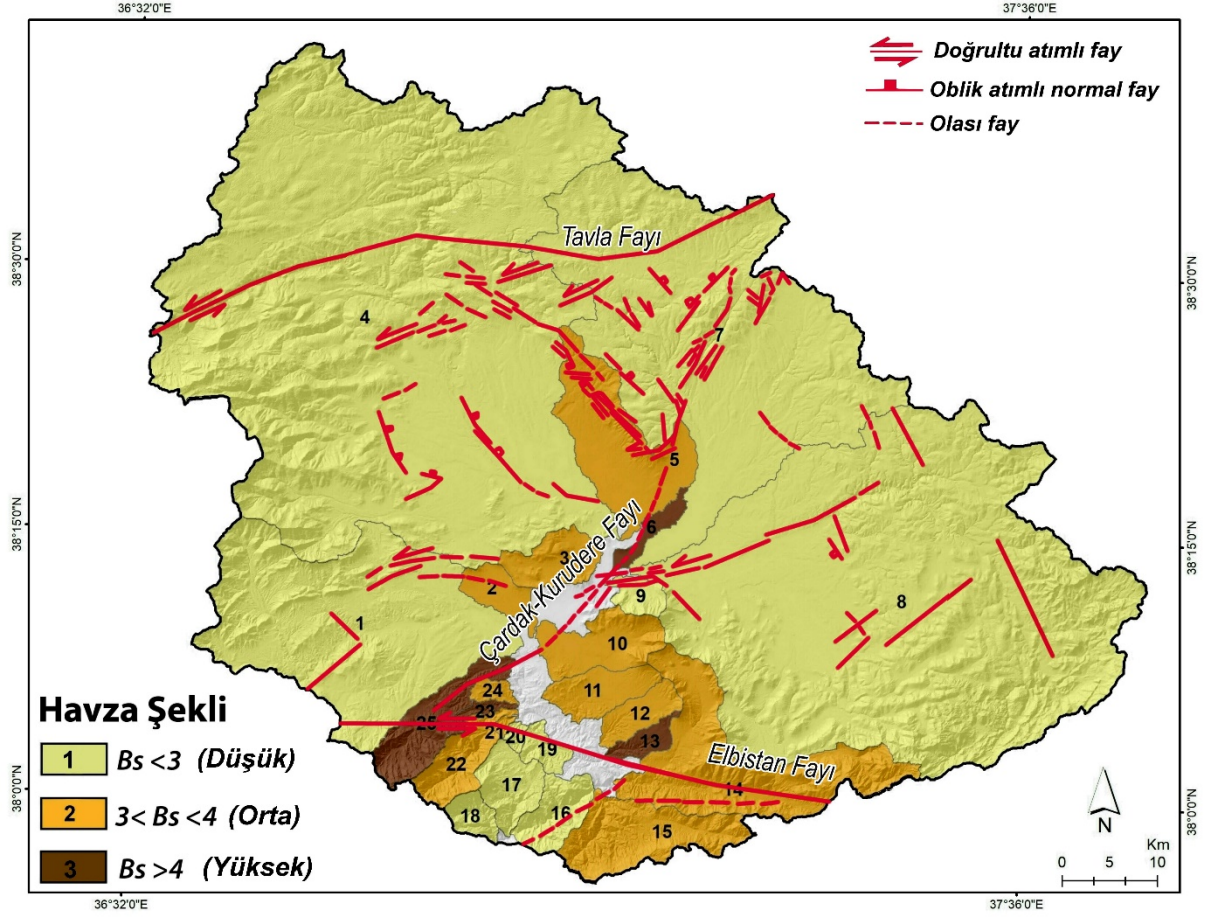 36°32'0"E
37°36'0"E
Doğrultu atımlı fay
Oblik atımlı normal fay
Olası fay
Tavla Fayı
38°30'0"N
38°30'0"N
4
7
5
38°15'0"N
38°15'0"N
6
3
2
Çardak-Kurudere Fayı
9
8
1
10
11
24
12
23
25
13
21
20
19
Elbistan Fayı
22
17
14
16
18
15
38°0'0"N
38°0'0"N
Havza Şekli
1 Bs <3 (Düşük)
2 3< Bs <4 (Orta)
3 Bs >4 (Yüksek)
N
Km
0 5 10
36°32'0"E
37°36'0"E